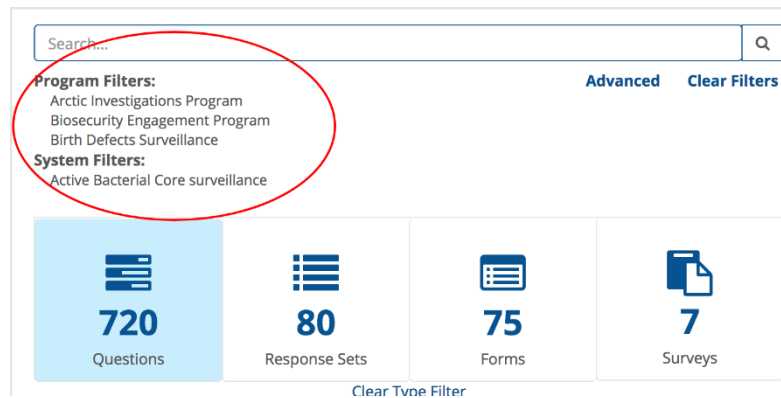 Search...
Program Filters:
Advanced Clear Filters
Arctic Investigations Program
Biosecurity Engagement Program
Birth Defects Surveillance
System Filters:
Active Bacterial Core surveillance
720 80 75 7
Questions Response Sets Forms Surveys
Clear Type Filter